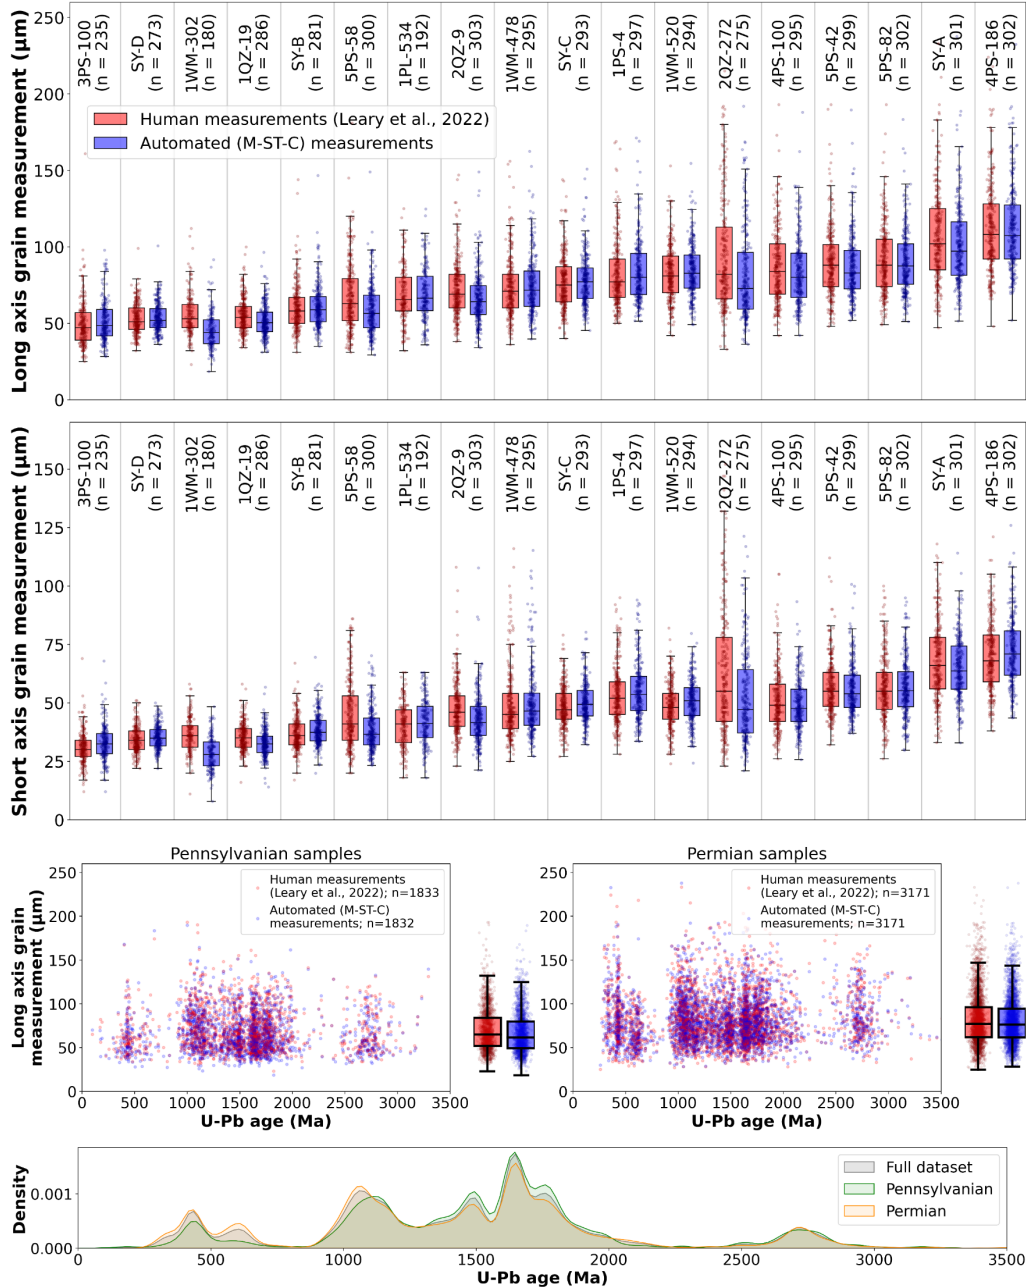 Long axis grain measurement (μm)
250
200
150
100
50
0
3PS-100
(n = 235)
SY-D
(n = 273)
1WM-302
(n = 180)
1QZ-19
(n = 286)
SY-B
(n = 281)
5PS-58
(n = 300)
1PL-534
(n = 192)
2QZ-9
(n = 303)
1WM-478
(n = 295)
SY-C
(n = 293)
1PS-4
(n = 297)
1WM-520
(n = 294)
2QZ-272
(n = 275)
4PS-100
(n = 295)
5PS-42
(n = 299)
5PS-82
(n = 302)
SY-A
(n = 301)
4PS-186
(n = 302)
Human measurements (Leary et al., 2022)
Automated (M-ST-C) measurements
Short axis grain measurement (μm)
150
125
100
75
50
25
0
3PS-100
(n = 235)
SY-D
(n = 273)
1WM-302
(n = 180)
1QZ-19
(n = 286)
SY-B
(n = 281)
5PS-58
(n = 300)
1PL-534
(n = 192)
2QZ-9
(n = 303)
1WM-478
(n = 295)
SY-C
(n = 293)
1PS-4
(n = 297)
1WM-520
(n = 294)
2QZ-272
(n = 275)
4PS-100
(n = 295)
5PS-42
(n = 299)
5PS-82
(n = 302)
SY-A
(n = 301)
4PS-186
(n = 302)
Pennsylvanian samples
Long axis grain
measurement (μm)
250
200
150
100
50
0
Human measurements
(Leary et al., 2022); n=1833
Automated (M-ST-C)
measurements; n=1832
0 500 1000 1500 2000 2500 3000 3500
U-Pb age (Ma)
Permian samples
250
200
150
100
50
0
Human measurements
(Leary et al., 2022); n=3171
Automated (M-ST-C)
measurements; n=3171
0 500 1000 1500 2000 2500 3000 3500
U-Pb age (Ma)
Density
0.001
0.000
Full dataset
Pennsylvanian
Permian
0 500 1000 1500 2000 2500 3000 3500
U-Pb age (Ma)